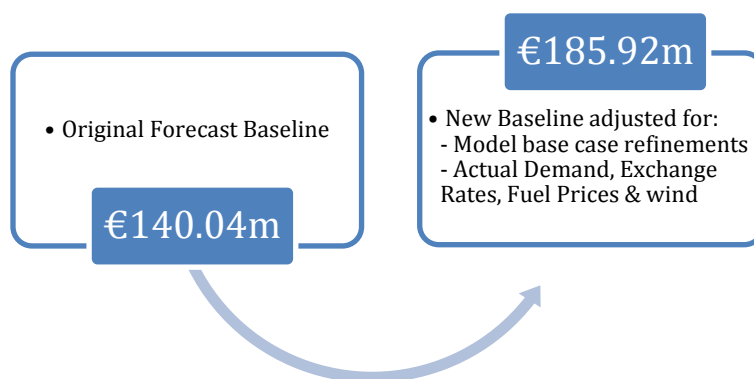 • Original Forecast Baseline
€140.04m
€185.92m
• New Baseline adjusted for:
- Model base case refinements
- Actual Demand, Exchange
Rates, Fuel Prices & wind